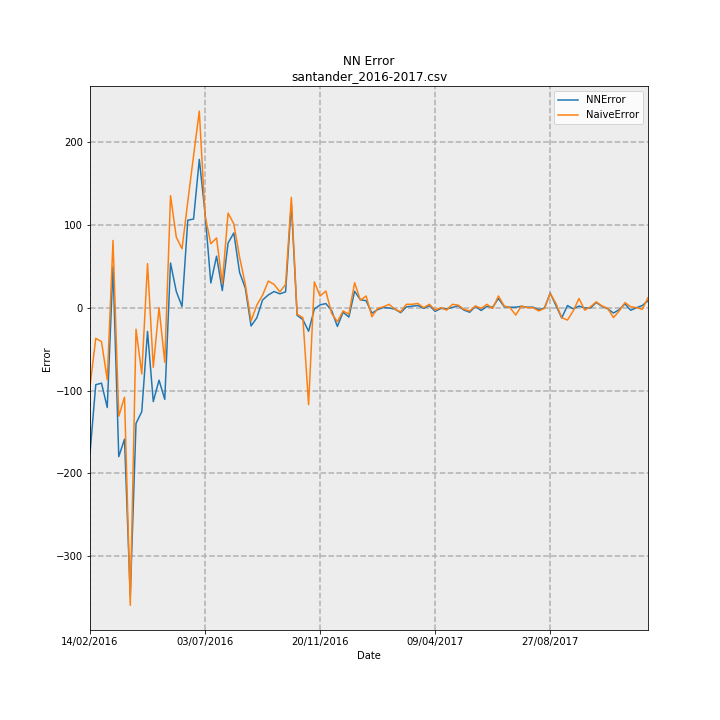 NN Error
santander_2016-2017.csv
NNError
NaiveError
200
100
0
−100
−200
−300
Error
14/02/2016
03/07/2016
20/11/2016
09/04/2017
27/08/2017
Date